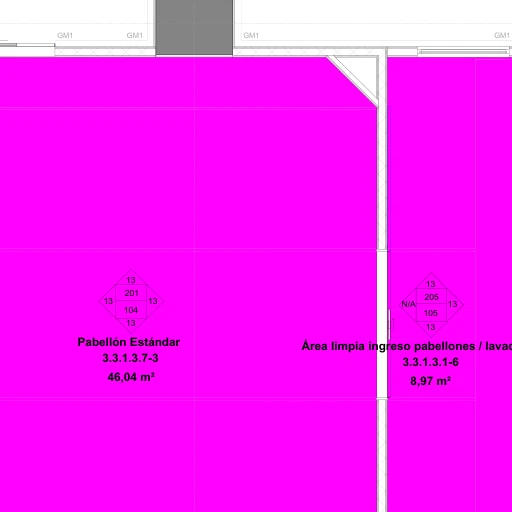 GM1 GM1 GM1 GM1
13
13 201 13
104
13
Pabellón Estándar
3.3.1.3.7-3
46,04 m²
13
N/A 205 13
105
13
Área limpia ingreso pabellones / lavad
3.3.1.3.1-6
8,97 m²